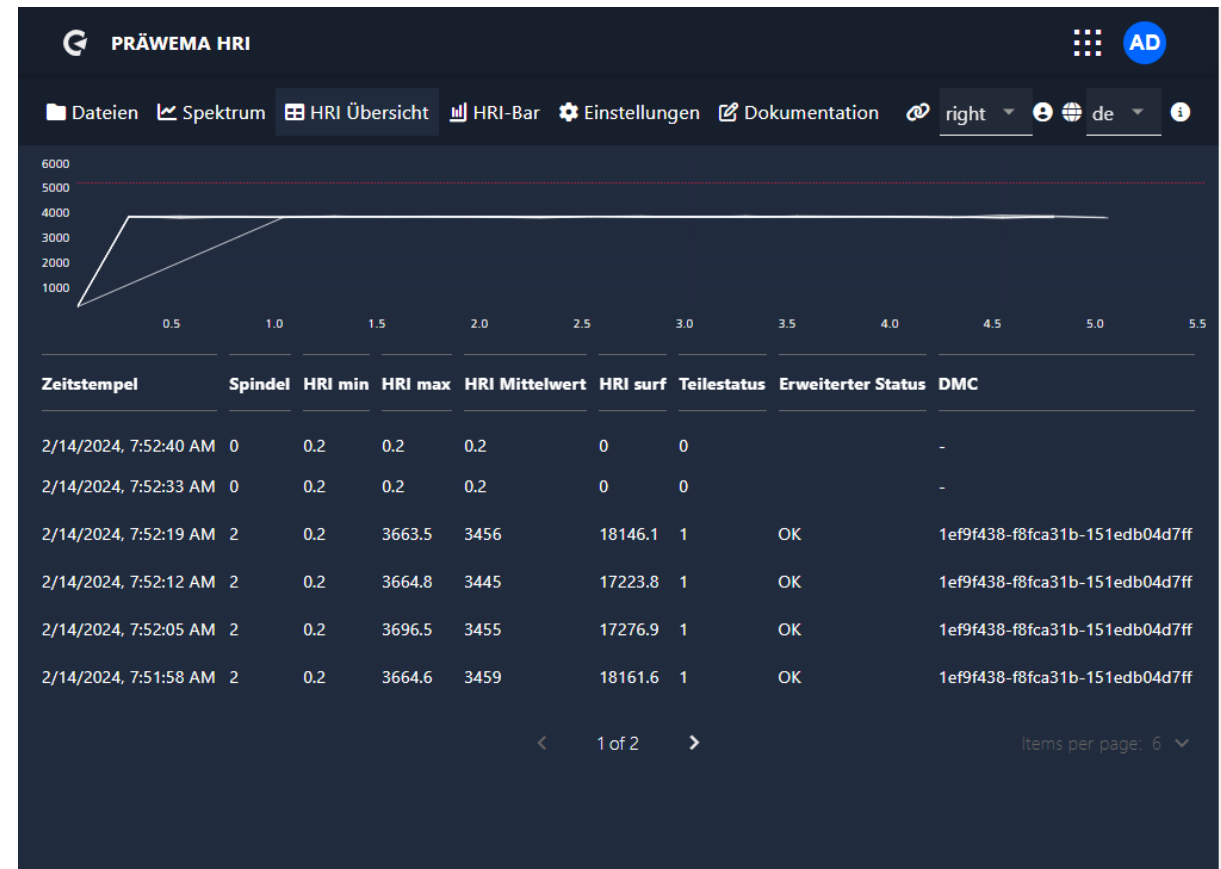 PRÄWEMA HRI AD
Dateien Spektrum HRI Übersicht HRI-Bar Einstellungen Dokumentation right de
6000
5000
4000
3000
2000
1000
0.5 1.0 1.5 2.0 2.5 3.0 3.5 4.0 4.5 5.0 5.5
Zeitstempel Spindel HRI min HRI max HRI Mittelwert HRI surf Teilestatus Erweiterter Status DMC
2/14/2024, 7:52:40 AM 0 0.2 0.2 0.2 0 0 -
2/14/2024, 7:52:33 AM 0 0.2 0.2 0.2 0 0 -
2/14/2024, 7:52:19 AM 2 0.2 3663.5 3456 18146.1 1 OK 1ef9f438-f8fca31b-151edb04d7ff
2/14/2024, 7:52:12 AM 2 0.2 3664.8 3445 17223.8 1 OK 1ef9f438-f8fca31b-151edb04d7ff
2/14/2024, 7:52:05 AM 2 0.2 3696.5 3455 17276.9 1 OK 1ef9f438-f8fca31b-151edb04d7ff
2/14/2024, 7:51:58 AM 2 0.2 3664.6 3459 18161.6 1 OK 1ef9f438-f8fca31b-151edb04d7ff
1 of 2 Items per page: 6